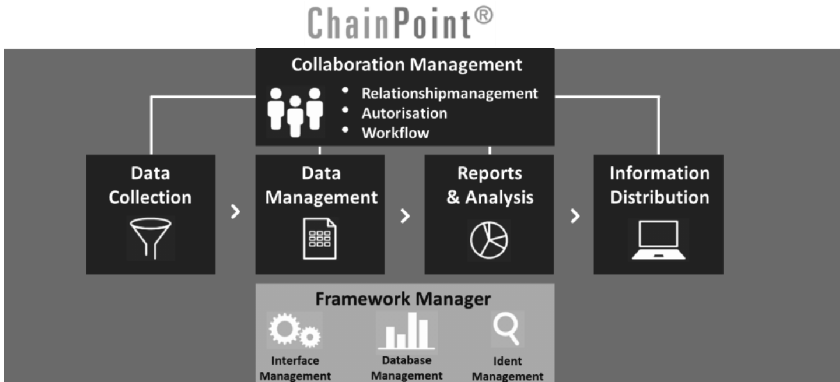 ChainPoint®
Collaboration Management
• Relationshipmanagement
• Autorisation
• Workflow
Data
Collection
›
Data
Management
›
Reports
& Analysis
›
Information
Distribution
Framework Manager
Interface
Management
Database
Management
Ident
Management